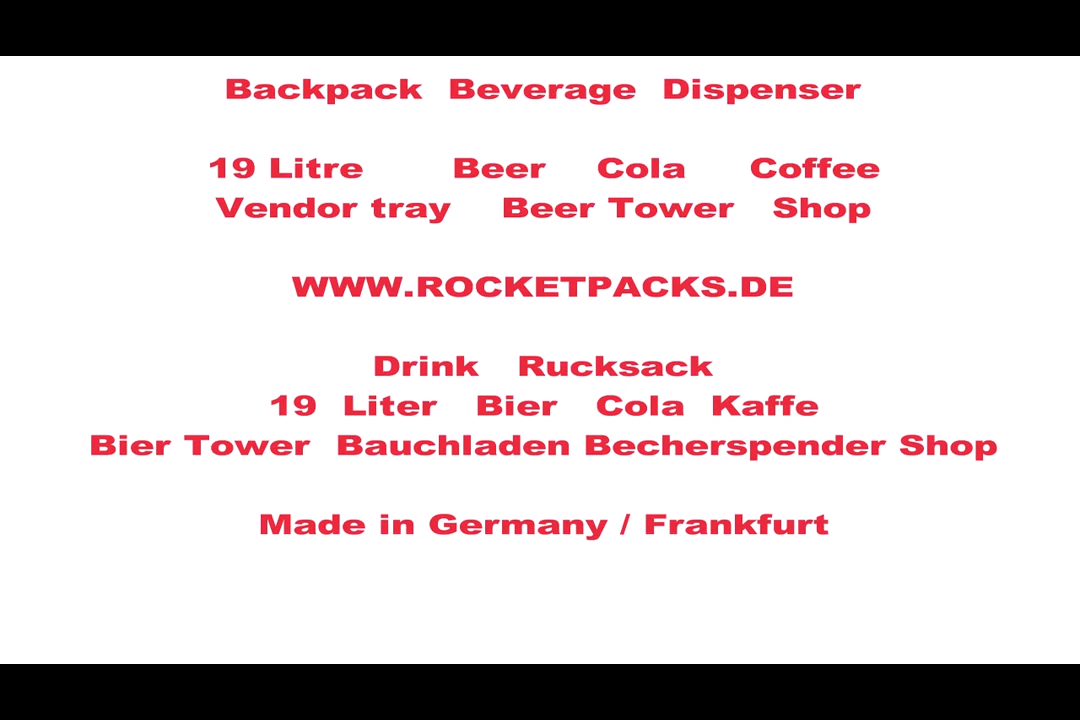 Backpack Beverage Dispenser
19 Litre Beer Cola Coffee
Vendor tray Beer Tower Shop
WWW.ROCKETPACKS.DE
Drink Rucksack
19 Liter Bier Cola Kaffe
Bier Tower Bauchladen Becherspender Shop
Made in Germany / Frankfurt